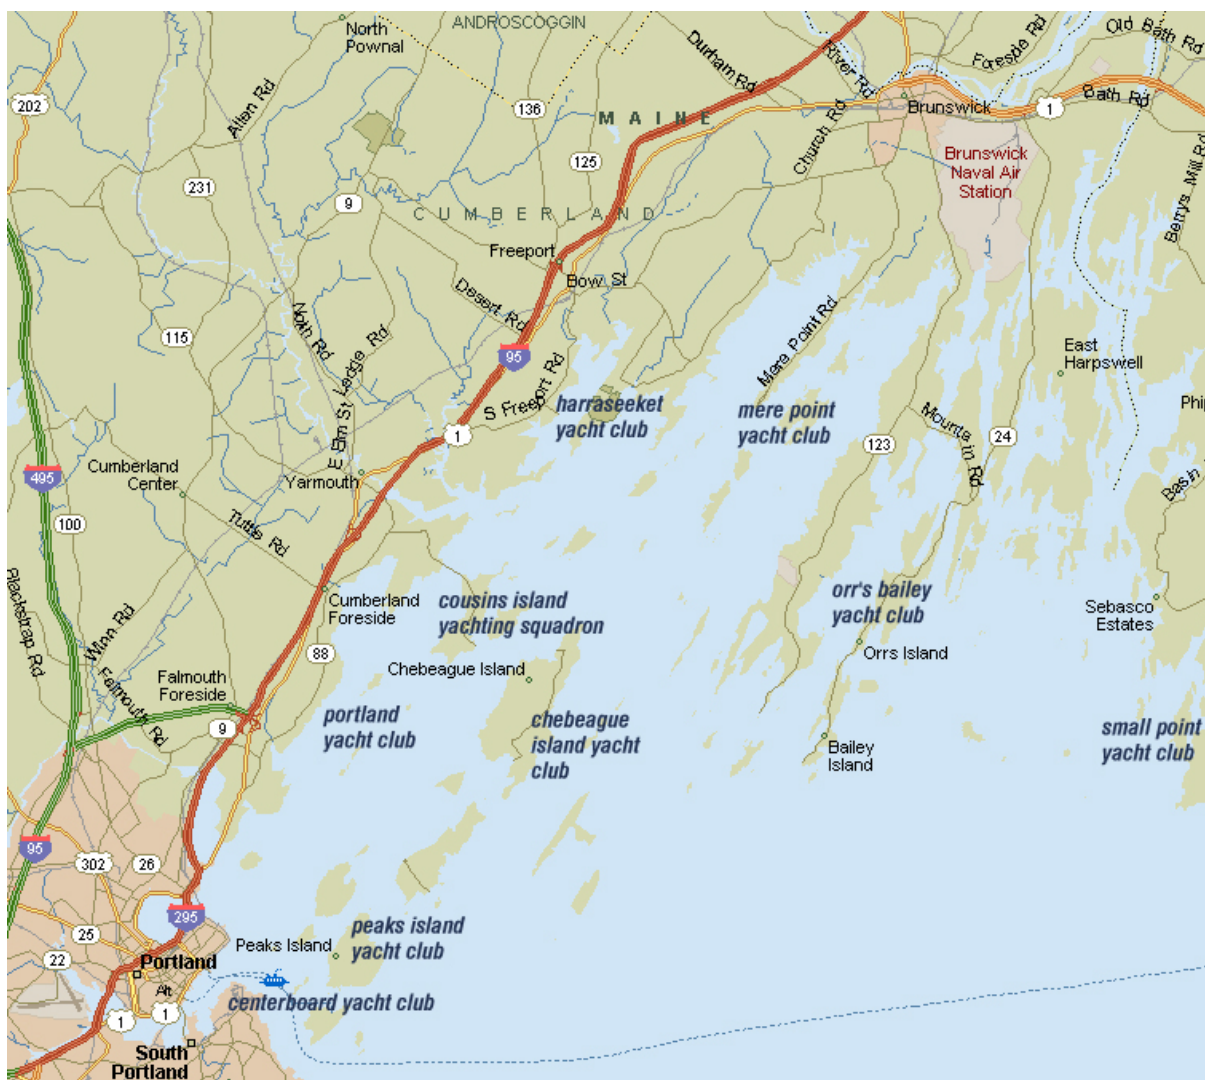 ANDROSCOGGIN
North
Pownal
Durham Rd
River Rd
Foreside Rd
Old Bath Rd
202
Allen Rd
136
MAINE
Brunswick
1
Bath Rd
125
Church Rd
Brunswick
Naval Air
Station
231
9
CUMBERLAND
Berrys Mill Rd
Freeport
Bow St
Desert Rd
North Rd
115
95
Mere Point Rd
East
Harpswell
E Elm St
Ledge Rd
S Freeport Rd
harraseeket
yacht club
mere point
yacht club
Mountain Rd
Phip
1
123
24
495
Cumberland
Center
Yarmouth
Basin
100
Tuttle Rd
Blackstrap Rd
Winn Rd
Cumberland
Foreside
cousins island
yachting squadron
orr's bailey
yacht club
Sebasco
Estates
88
Orrs Island
Falmouth Rd
Falmouth
Foreside
Chebeague Island
9
portland
yacht club
chebeague
island yacht
club
Bailey
Island
small point
yacht club
95
302
26
295
25
22
Peaks Island
peaks island
yacht club
Portland
Alt
1
1
centerboard yacht club
South
Portland